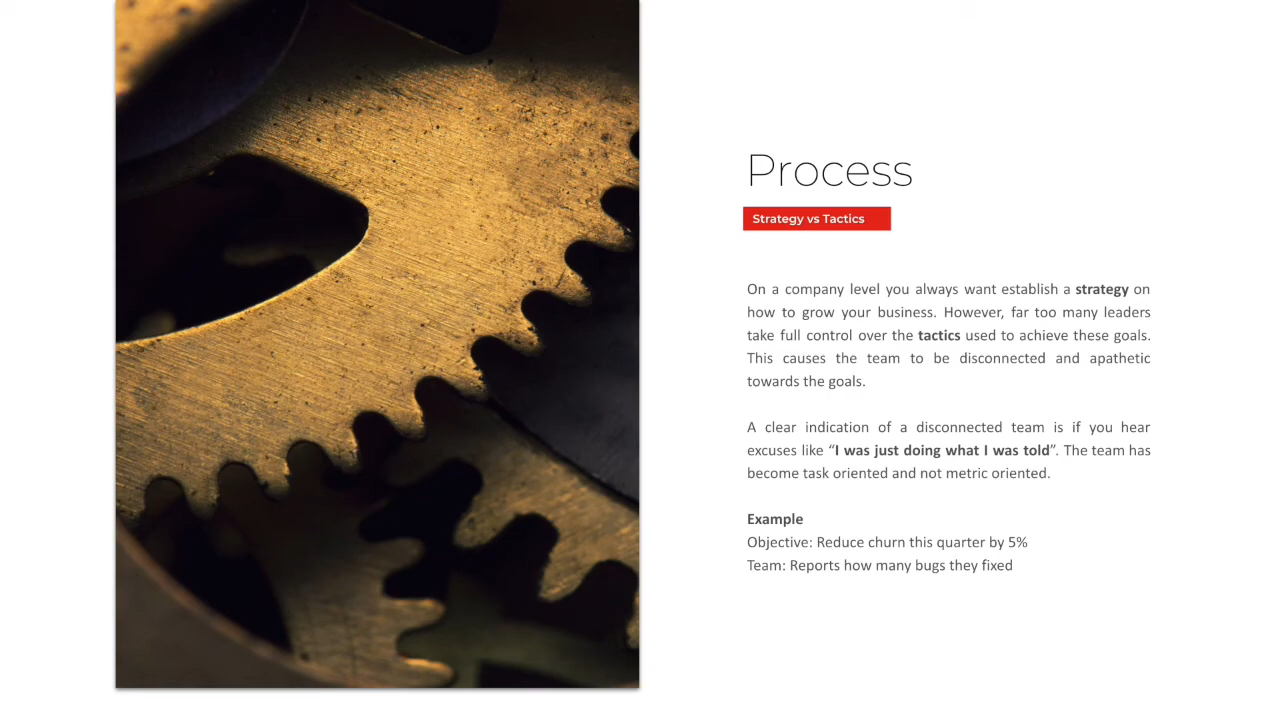 Process
Strategy vs Tactics
On a company level you always want establish a strategy on
how to grow your business. However, far too many leaders
take full control over the tactics used to achieve these goals.
This causes the team to be disconnected and apathetic
towards the goals.
A clear indication of a disconnected team is if you hear
excuses like “I was just doing what I was told”. The team has
become task oriented and not metric oriented.
Example
Objective: Reduce churn this quarter by 5%
Team: Reports how many bugs they fixed